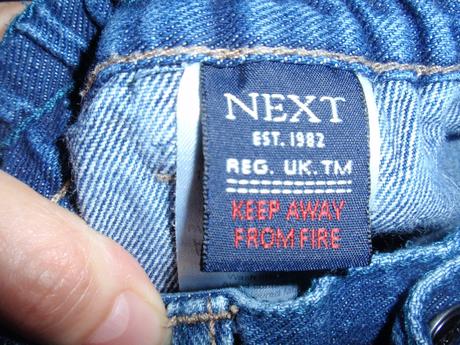 NEXT
EST. 1982
REG. UK. TM
KEEP AWAY
FROM FIRE